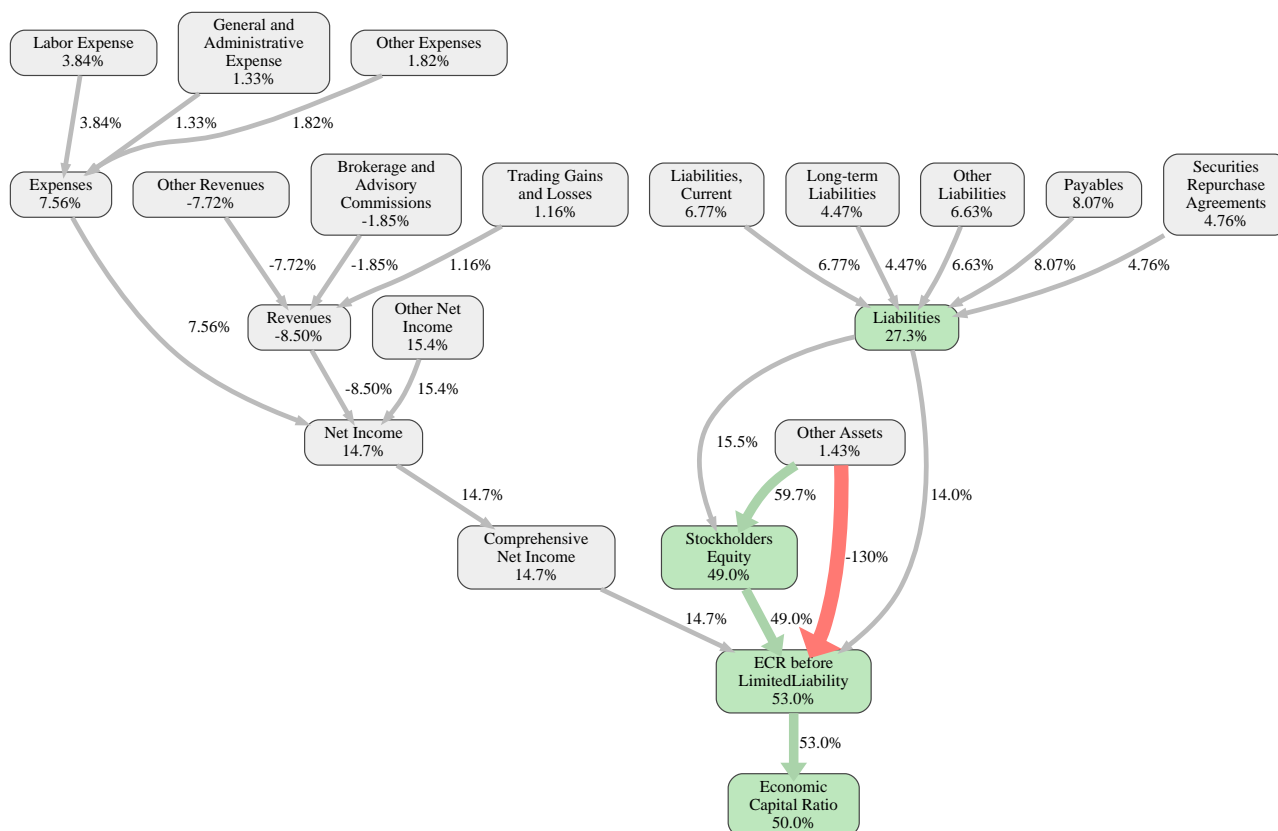 Labor Expense
3.84%
General and
Administrative
Expense
1.33%
Other Expenses
1.82%
3.84%
1.33%
1.82%
Expenses
7.56%
Other Revenues
-7.72%
Brokerage and
Advisory
Commissions
-1.85%
Trading Gains
and Losses
1.16%
Liabilities,
Current
6.77%
Long-term
Liabilities
4.47%
Other
Liabilities
6.63%
Payables
8.07%
Securities
Repurchase
Agreements
4.76%
-7.72%
-1.85%
1.16%
6.77%
4.47%
6.63%
8.07%
4.76%
7.56%
Revenues
-8.50%
Other Net
Income
15.4%
Liabilities
27.3%
-8.50%
15.4%
Net Income
14.7%
15.5%
Other Assets
1.43%
14.7%
59.7%
14.0%
Comprehensive
Net Income
14.7%
Stockholders
Equity
49.0%
-130%
14.7%
49.0%
ECR before
LimitedLiability
53.0%
53.0%
Economic
Capital Ratio
50.0%